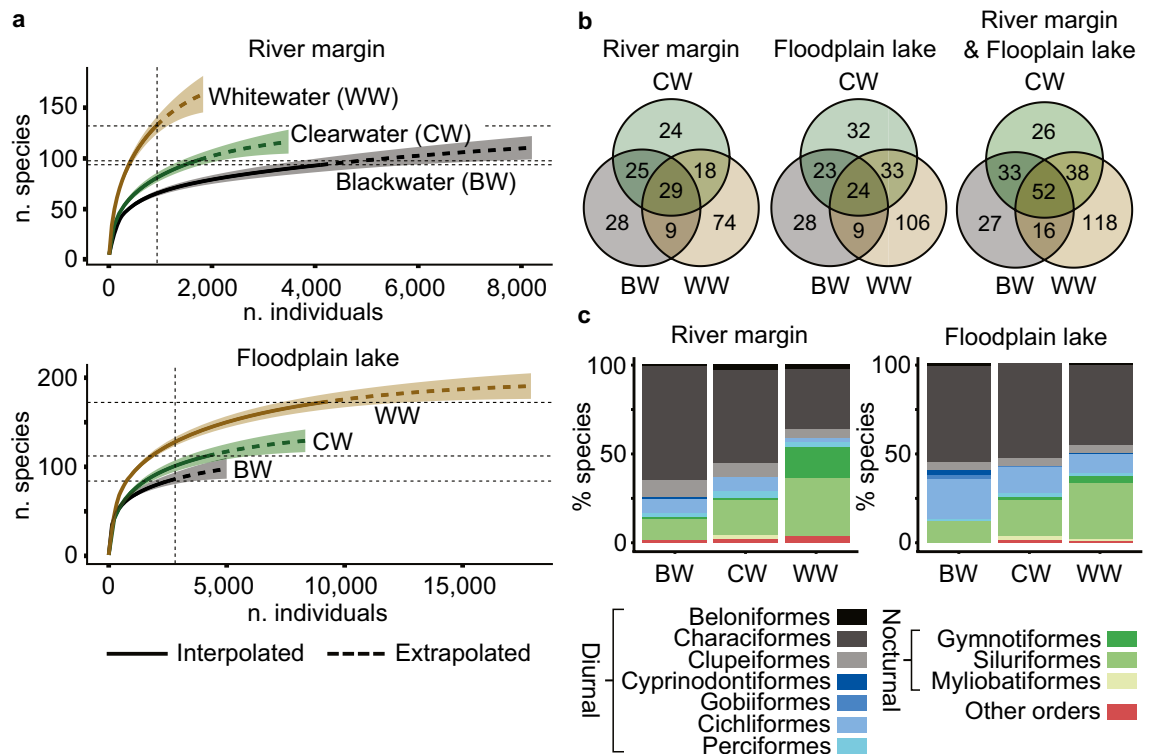 a
River margin
n. species
150
100
50
0
Whitewater (WW)
Clearwater (CW)
Blackwater (BW)
0 2,000 4,000 6,000 8,000
n. individuals
Floodplain lake
n. species
200
100
0
WW
CW
BW
0 5,000 10,000 15,000
n. individuals
Interpolated Extrapolated
b
River margin
CW
24
25 18
29
28 9 74
BW WW
Floodplain lake
CW
32
23 33
24
28 9 106
BW WW
River margin
& Flooplain lake
CW
26
33 38
52
27 16 118
BW WW
c
River margin
% species
100
50
0
BW CW WW
Floodplain lake
% species
100
50
0
BW CW WW
Diurmal
Beloniformes
Characiformes
Clupeiformes
Cyprinodontiformes
Gobiiformes
Cichliformes
Perciformes
Nocturmal
Gymnotiformes
Siluriformes
Myliobatiformes
Other orders